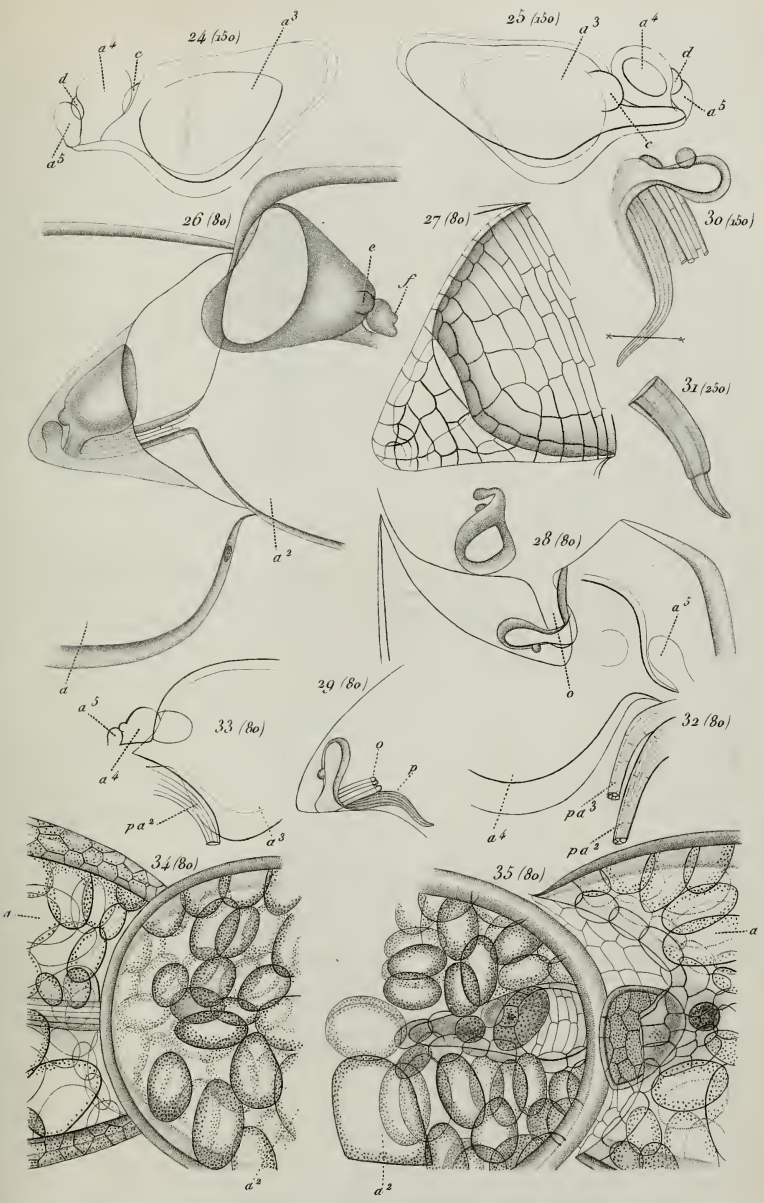 24 (150)
a³
a⁴
c
d
a⁵
25 (150)
a³
a⁴
d
a⁵
c
26 (80)
e
f
27 (80)
30 (150)
31 (250)
a²
a
28 (80)
a⁵
o
29 (80)
o
p
33 (80)
a⁵
a⁴
pa²
a³
32 (80)
a⁴
pa³
pa²
34 (80)
a
a²
35 (80)
a
a²